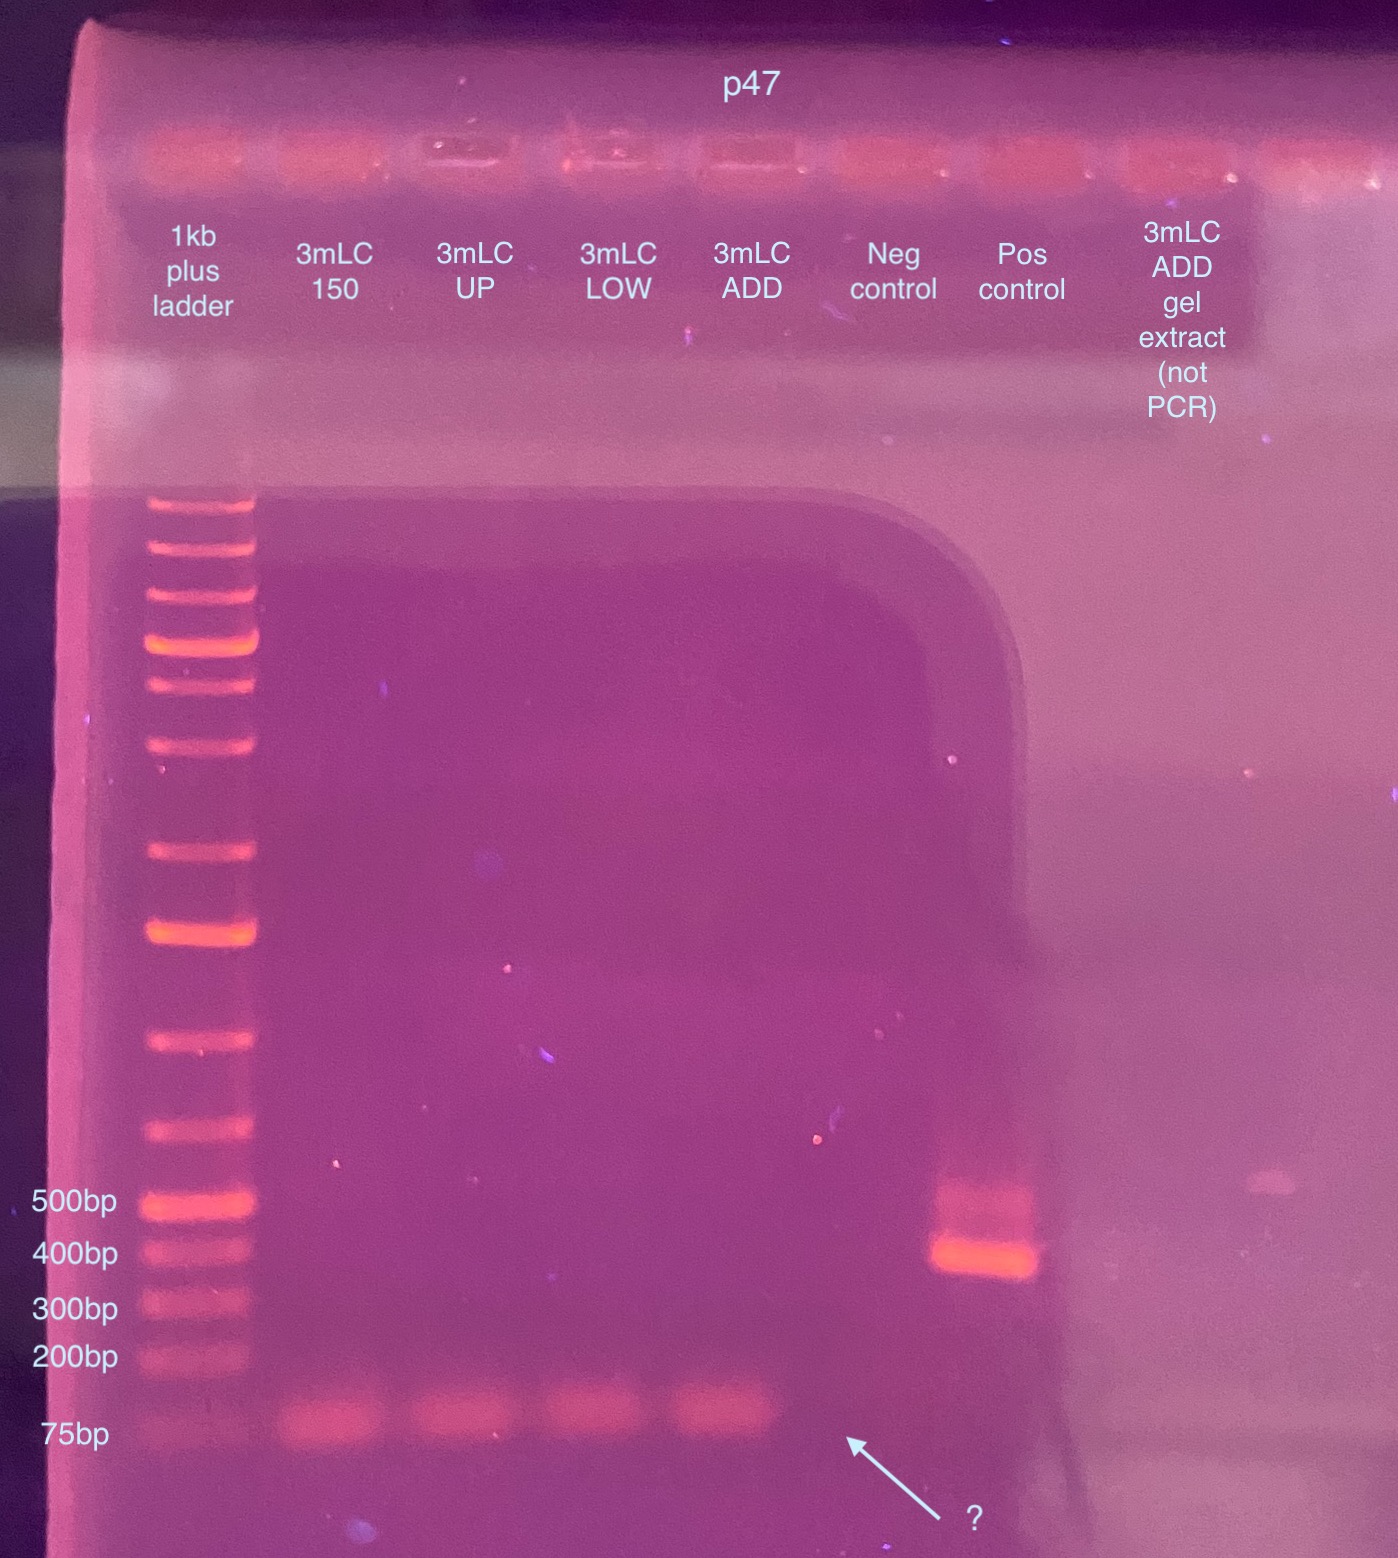 p47
1kb
plus
ladder
3mLC
150
3mLC
UP
3mLC
LOW
3mLC
ADD
Neg
control
Pos
control
3mLC
ADD
gel
extract
(not
PCR)
500bp
400bp
300bp
200bp
75bp
?